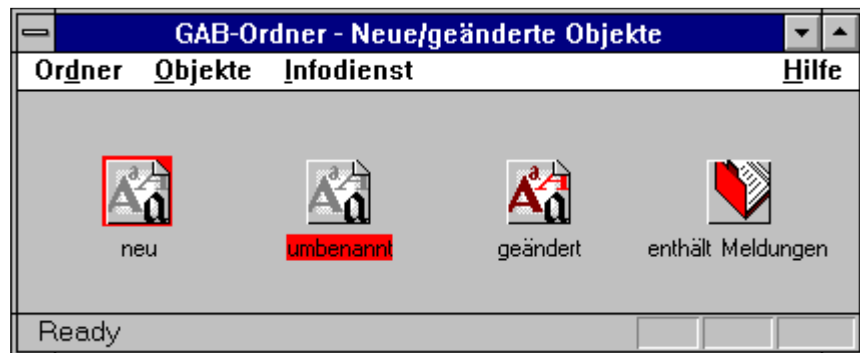 GAB-Ordner - Neue/geänderte Objekte
Ordner Objekte Infodienst Hilfe
neu umbenannt geändert enthält Meldungen
Ready